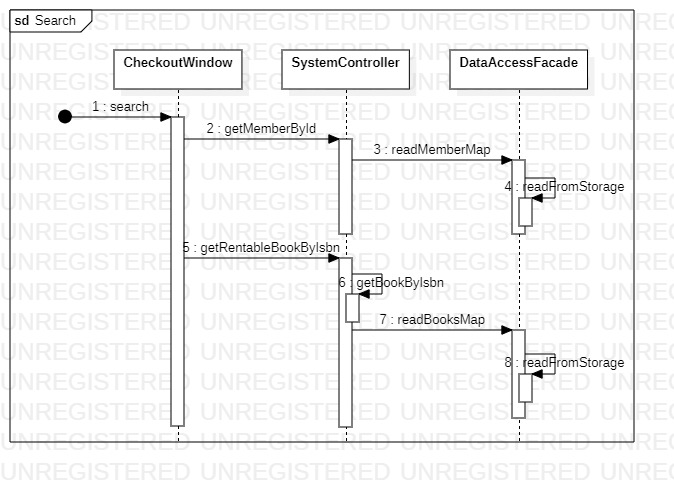 sd Search
CheckoutWindow
SystemController
DataAccessFacade
1 : search
2 : getMemberById
3 : readMemberMap
4 : readFromStorage
5 : getRentableBookByIsbn
6 : getBookByIsbn
7 : readBooksMap
8 : readFromStorage
UNREGISTERED UNREGISTERED UNREGISTERED UNREGISTERED